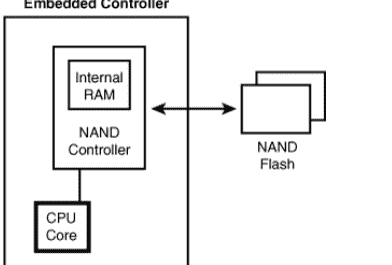 Embedded Controller
Internal
RAM
NAND
Controller
NAND
Flash
CPU
Core